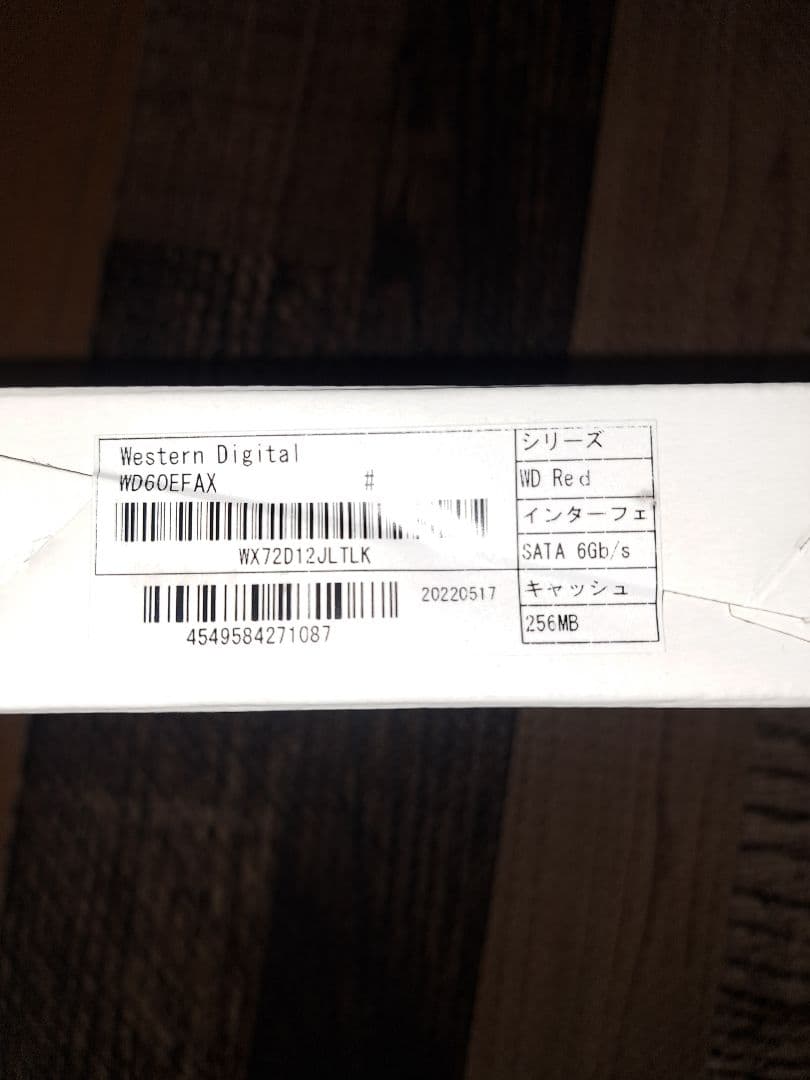 Western Digital
WD60EFAX #
WX72D12JLTLK
4549584271087
20220517
シリーズ
WD Red
インターフェ
SATA 6Gb/s
キャッシュ
256MB